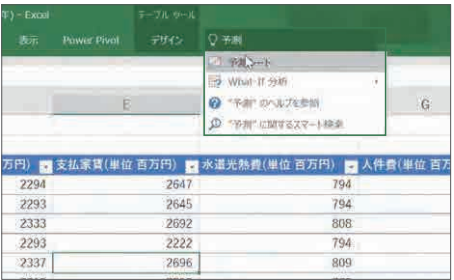 年) - Excel
テーブル ツール
表示 Power Pivot デザイン 予測
予測シート
What-If 分析
"予測" のヘルプを参照
"予測" に関するスマート検索
E G
万円) 支払家賃(単位 百万円) 水道光熱費(単位 百万円) 人件費(単位 百万
2294 2647 794
2293 2645 794
2333 2692 808
2293 2222 794
2337 2696 809